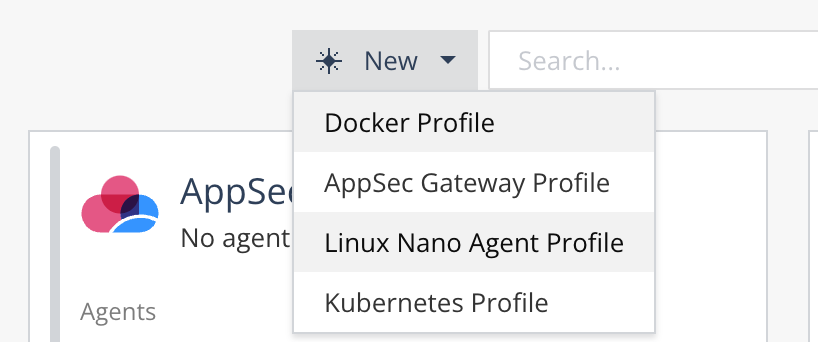 New
Search...
Docker Profile
AppSec Gateway Profile
Linux Nano Agent Profile
Kubernetes Profile
AppSec
No agent
Agents